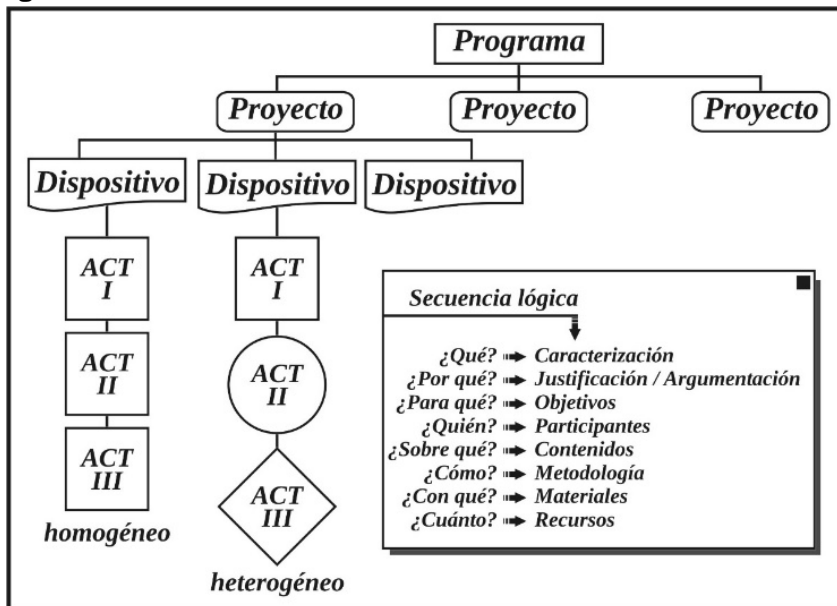 Programa
Proyecto Proyecto Proyecto
Dispositivo Dispositivo Dispositivo
ACT
I
ACT
II
ACT
III
homogéneo
ACT
I
ACT
II
ACT
III
heterogéneo
Secuencia lógica
¿Qué? Caracterización
¿Por qué? Justificación / Argumentación
¿Para qué? Objetivos
¿Quién? Participantes
¿Sobre qué? Contenidos
¿Cómo? Metodología
¿Con qué? Materiales
¿Cuánto? Recursos